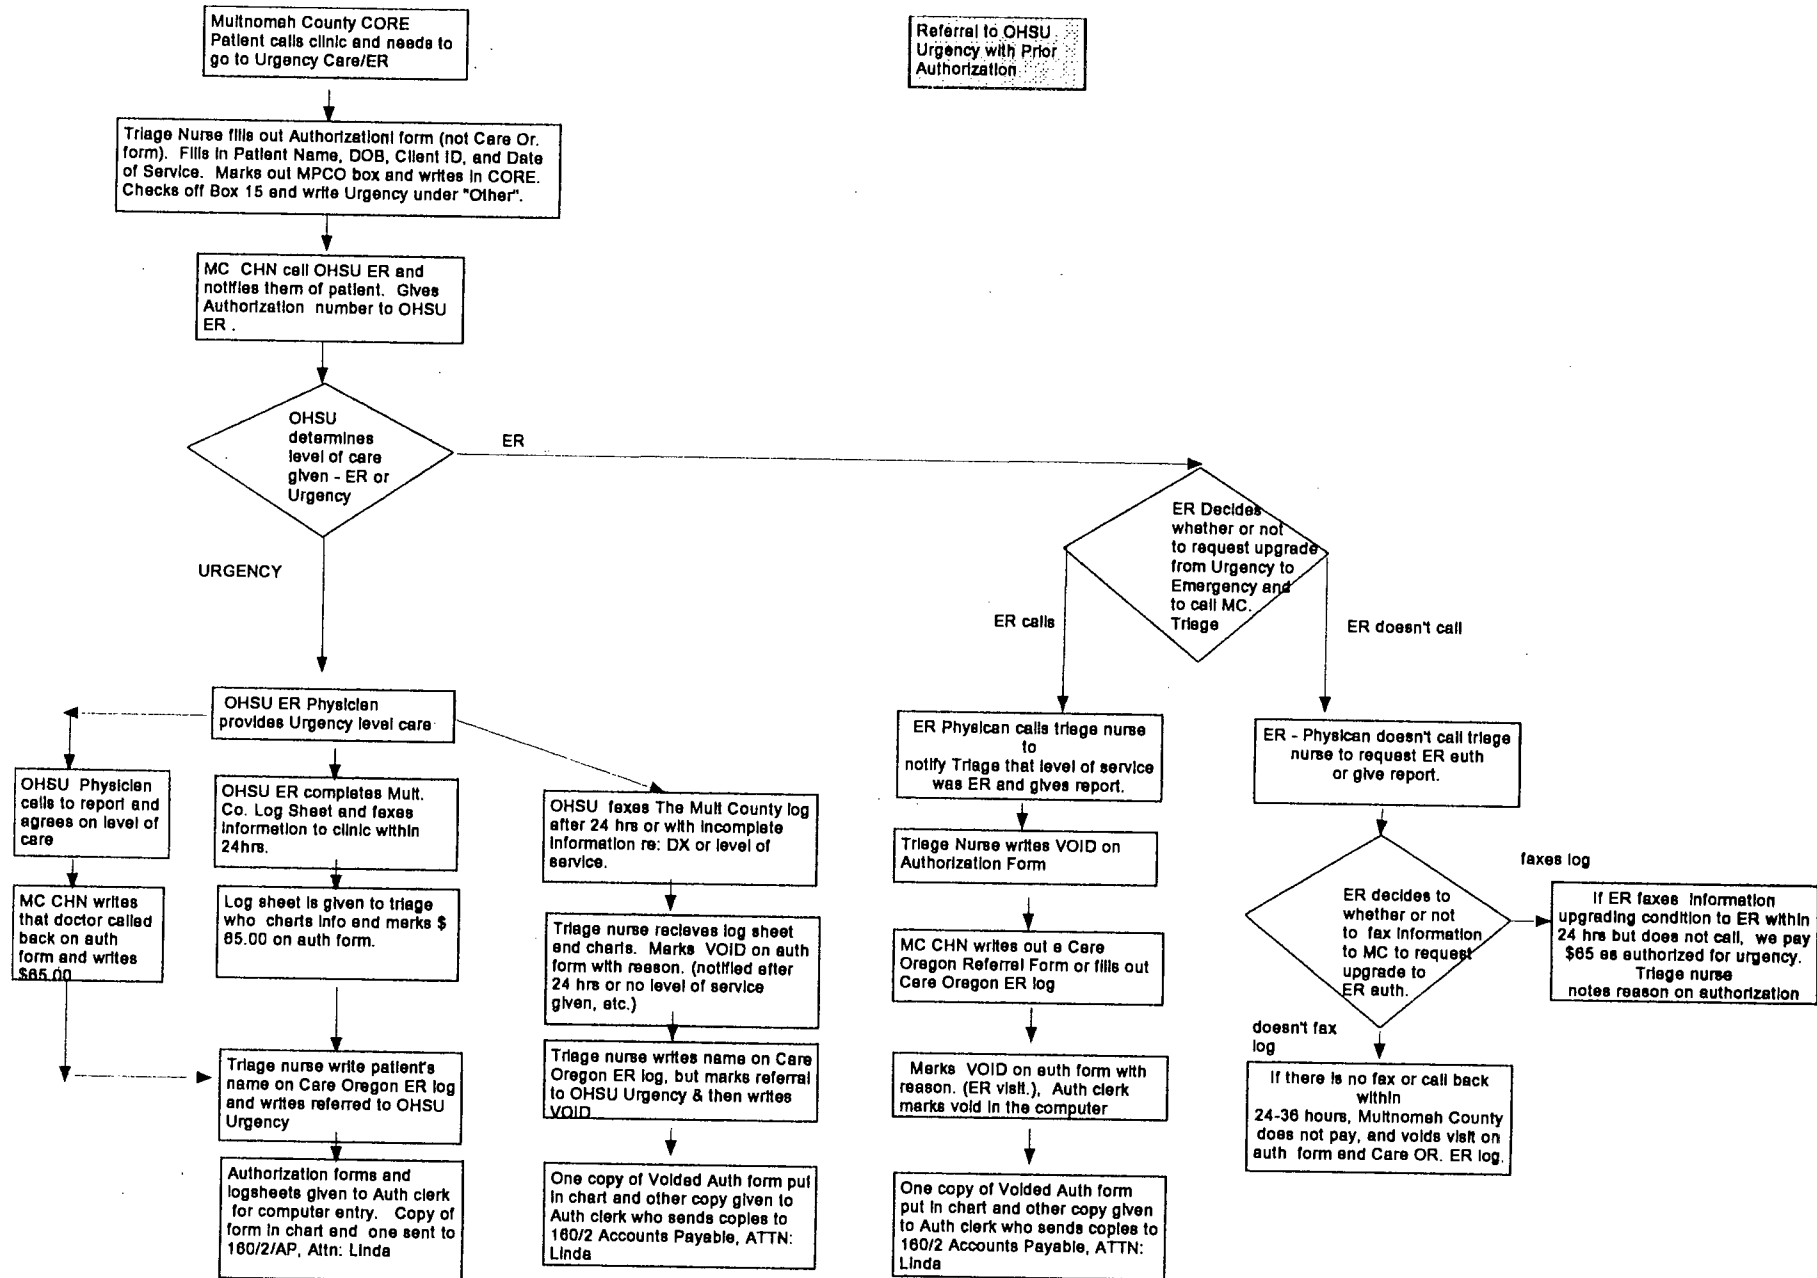 Multnomah County CORE
Patient calls clinic and needs to
go to Urgency Care/ER
Referral to OHSU
Urgency with Prior
Authorization
Triage Nurse fills out Authorizationl form (not Care Or.
form). Fills in Patient Name, DOB, Client ID, and Date
of Service. Marks out MPCO box and writes in CORE.
Checks off Box 15 and write Urgency under "Other".
MC CHN call OHSU ER and
notifies them of patient. Gives
Authorization number to OHSU
ER .
OHSU
determines
level of care
given - ER or
Urgency
ER
URGENCY
ER Decides
whether or not
to request upgrade
from Urgency to
Emergency and
to call MC.
Triage
ER calls
ER doesn't call
OHSU ER Physician
provides Urgency level care
OHSU Physician
calls to report and
agrees on level of
care
MC CHN writes
that doctor called
back on auth
form and writes
$65.00
OHSU ER completes Mult.
Co. Log Sheet and faxes
information to clinic within
24hrs.
Log sheet is given to triage
who charts info and marks $
65.00 on auth form.
Triage nurse write patient's
name on Care Oregon ER log
and writes referred to OHSU
Urgency
Authorization forms and
logsheets given to Auth clerk
for computer entry. Copy of
form in chart and one sent to
160/2/AP, Attn: Linda
OHSU faxes The Mult County log
after 24 hrs or with incomplete
information re: DX or level of
service.
Triage nurse recieves log sheet
and charts. Marks VOID on auth
form with reason. (notified after
24 hrs or no level of service
given, etc.)
Triage nurse writes name on Care
Oregon ER log, but marks referral
to OHSU Urgency & then writes
VOID
One copy of Voided Auth form put
in chart and other copy given to
Auth clerk who sends copies to
160/2 Accounts Payable, ATTN:
Linda
ER Physican calls triage nurse
to
notify Triage that level of service
was ER and gives report.
Triage Nurse writes VOID on
Authorization Form
MC CHN writes out a Care
Oregon Referral Form or fills out
Care Oregon ER log
Marks VOID on auth form with
reason. (ER visit.), Auth clerk
marks void in the computer
One copy of Voided Auth form
put in chart and other copy given
to Auth clerk who sends copies to
160/2 Accounts Payable, ATTN:
Linda
ER - Physican doesn't call triage
nurse to request ER auth
or give report.
ER decides to
whether or not
to fax information
to MC to request
upgrade to
ER auth.
faxes log
If ER faxes information
upgrading condition to ER within
24 hrs but does not call, we pay
$65 as authorized for urgency.
Triage nurse
notes reason on authorization
doesn't fax
log
If there is no fax or call back
within
24-36 hours, Multnomah County
does not pay, and voids visit on
auth form and Care OR. ER log.